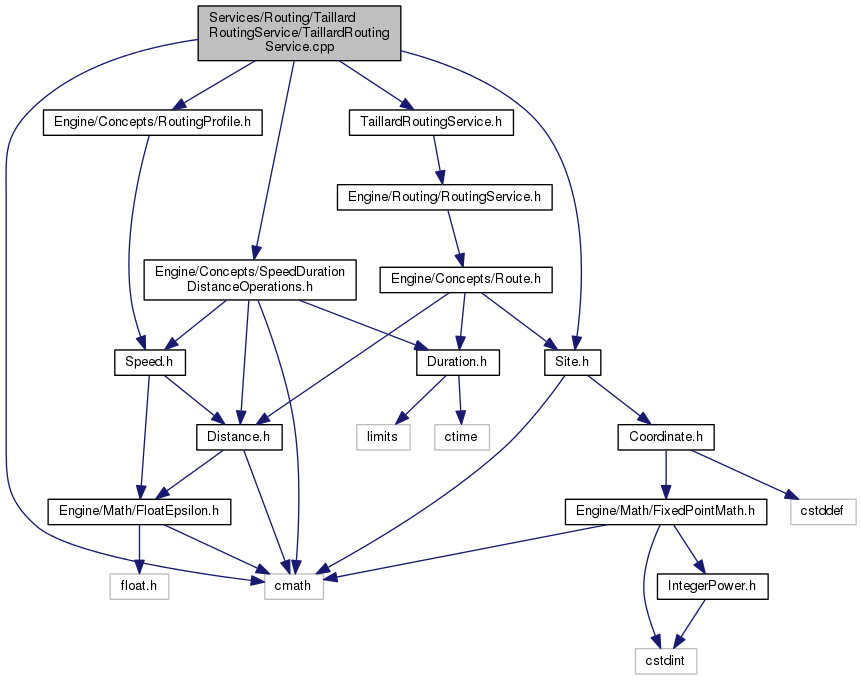 Services/Routing/Taillard
RoutingService/TaillardRouting
Service.cpp
Engine/Concepts/RoutingProfile.h
TaillardRoutingService.h
Engine/Routing/RoutingService.h
Engine/Concepts/SpeedDuration
DistanceOperations.h
Engine/Concepts/Route.h
Speed.h
Duration.h
Site.h
Distance.h
limits
ctime
Coordinate.h
Engine/Math/FloatEpsilon.h
Engine/Math/FixedPointMath.h
cstddef
float.h
cmath
IntegerPower.h
cstdint